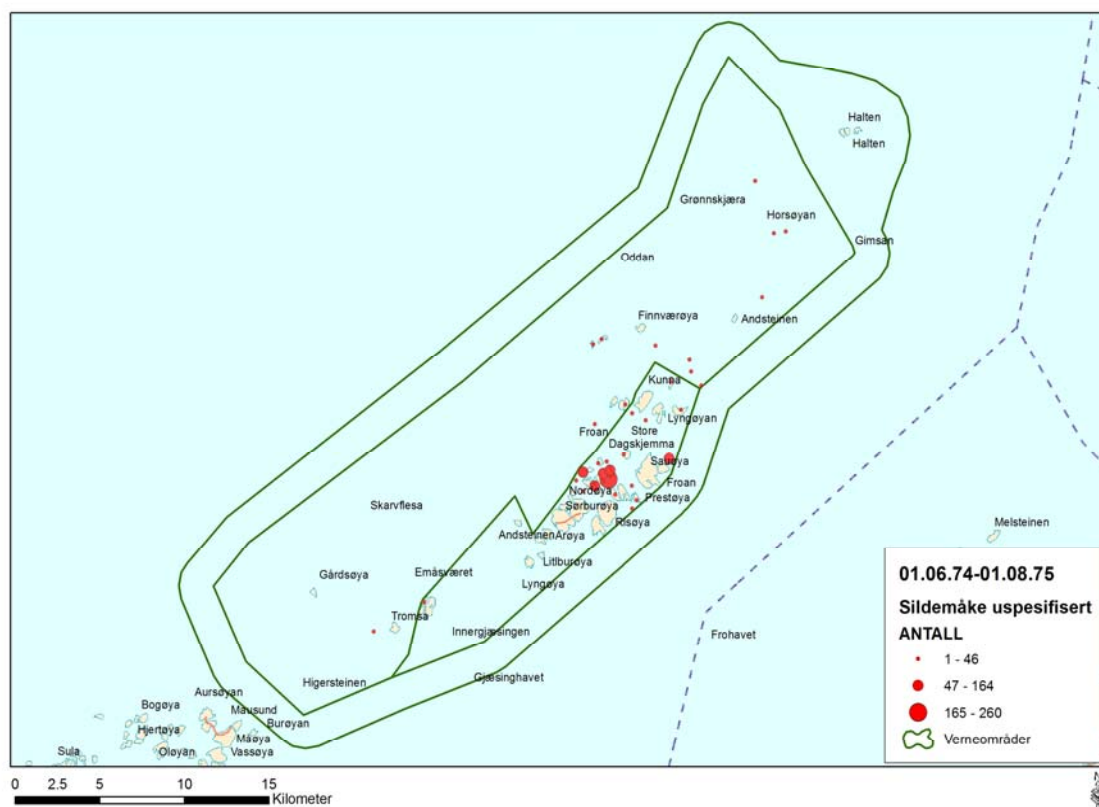 Halten
Halten
Grønnskjæra
Horsøyan
Gimsan
Oddan
Finnværøya
Andsteinen
Kunna
Lyngøyan
Froan
Store
Dagskjemma
Sauøya
Froan
Nordøya
Prestøya
Skarvflesa
Sørburøya
Risøya
Andsteinen
Arøya
Melsteinen
Litlburøya
Gårdsøya
Emåsværet
Lyngøya
Tromsa
Innergjæsingen
Frohavet
Gjæsinghavet
Higersteinen
Aursøyan
Bogøya
Mausund
Burøyan
Hjertøya
Måøya
Sula
Oløyan
Vassøya
01.06.74-01.08.75
Sildemåke uspesifisert
ANTALL
1 - 46
47 - 164
165 - 260
Verneområder
0 2.5 5 10 15
Kilometer